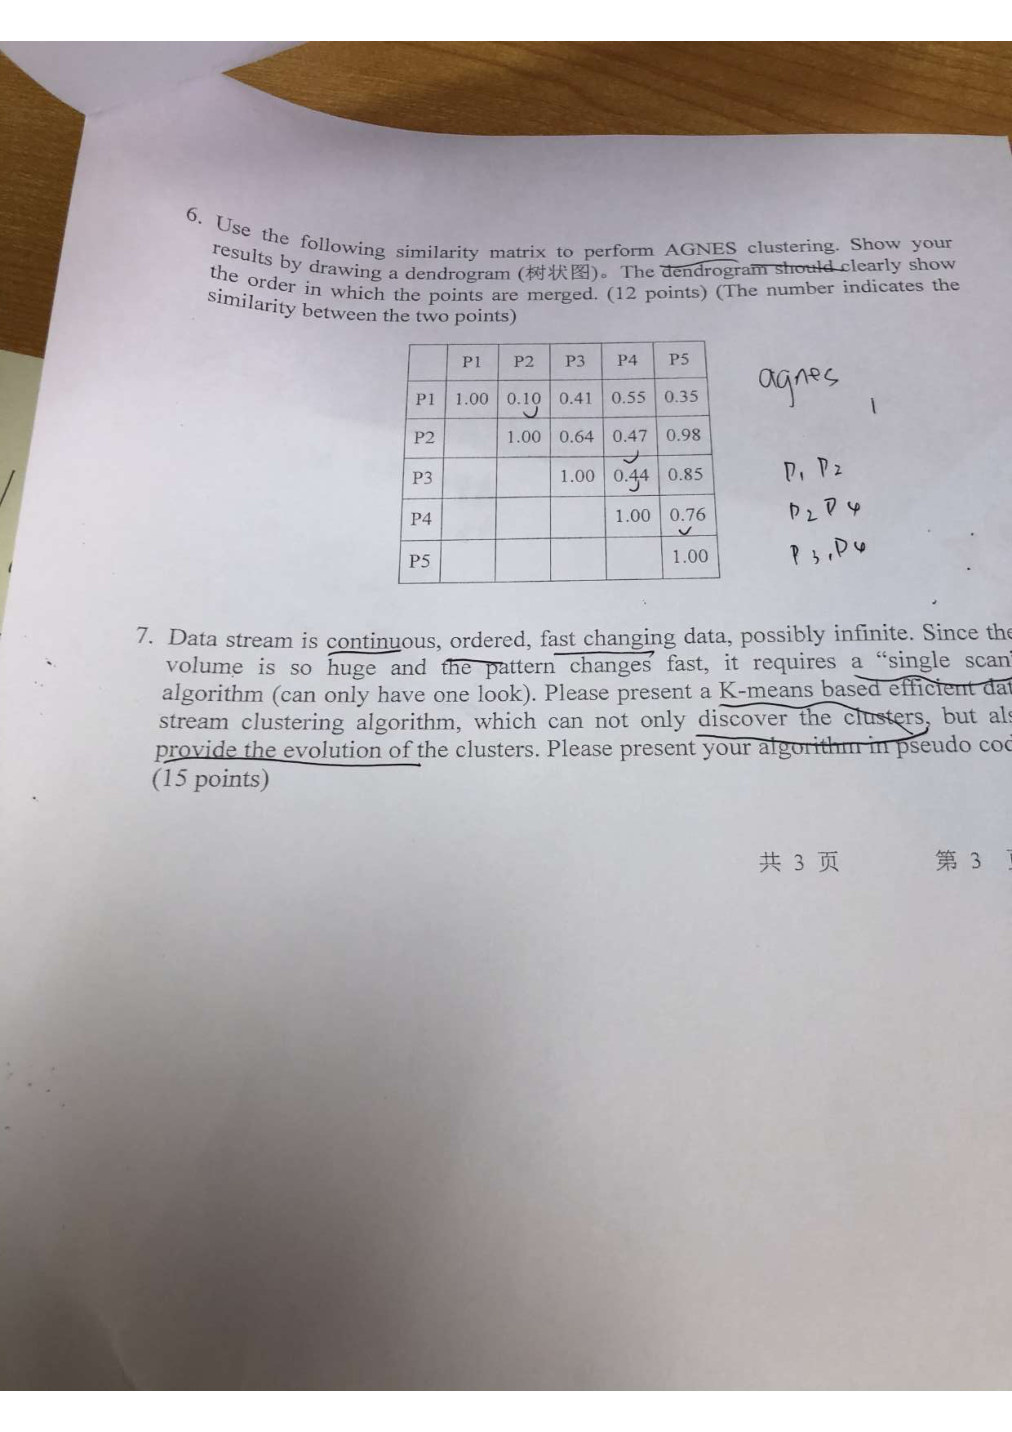 6. Use the following similarity matrix to perform AGNES clustering. Show your
results by drawing a dendrogram (树状图)。 The dendrogram should clearly show
the order in which the points are merged. (12 points) (The number indicates the
similarity between the two points)
P1 P2 P3 P4 P5
P1 1.00 0.10 0.41 0.55 0.35
P2 1.00 0.64 0.47 0.98
P3 1.00 0.44 0.85
P4 1.00 0.76
P5 1.00
agnes
1
P1 P2
P2 P4
P3, P4
7. Data stream is continuous, ordered, fast changing data, possibly infinite. Since the
volume is so huge and the pattern changes fast, it requires a “single scan
algorithm (can only have one look). Please present a K-means based efficient dat
stream clustering algorithm, which can not only discover the clusters, but als
provide the evolution of the clusters. Please present your algorithm in pseudo cod
(15 points)
共 3 页 第 3